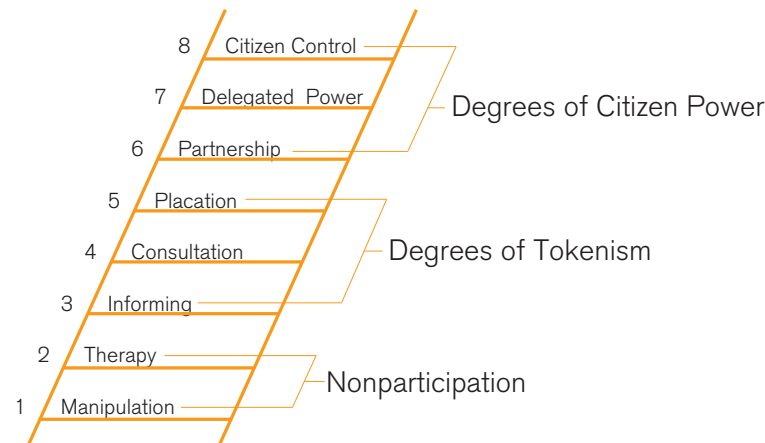 8 Citizen Control
7 Delegated Power
Degrees of Citizen Power
6 Partnership
5 Placation
4 Consultation
Degrees of Tokenism
3 Informing
2 Therapy
Nonparticipation
1 Manipulation